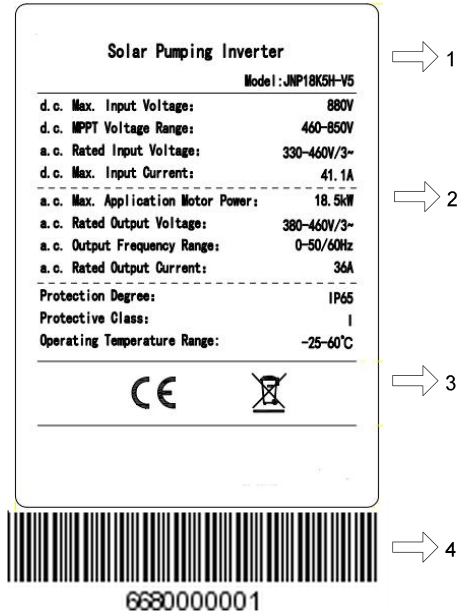 Solar Pumping Inverter
Model:JNP18K5H-V5
d.c. Max. Input Voltage: 880V
d.c. MPPT Voltage Range: 460-850V
a.c. Rated Input Voltage: 330-460V/3~
d.c. Max. Input Current: 41.1A
a.c. Max. Application Motor Power: 18.5kW
a.c. Rated Output Voltage: 380-460V/3~
a.c. Output Frequency Range: 0-50/60Hz
a.c. Rated Output Current: 36A
Protection Degree: IP65
Protective Class: I
Operating Temperature Range: -25-60℃
CE
6680000001
1
2
3
4